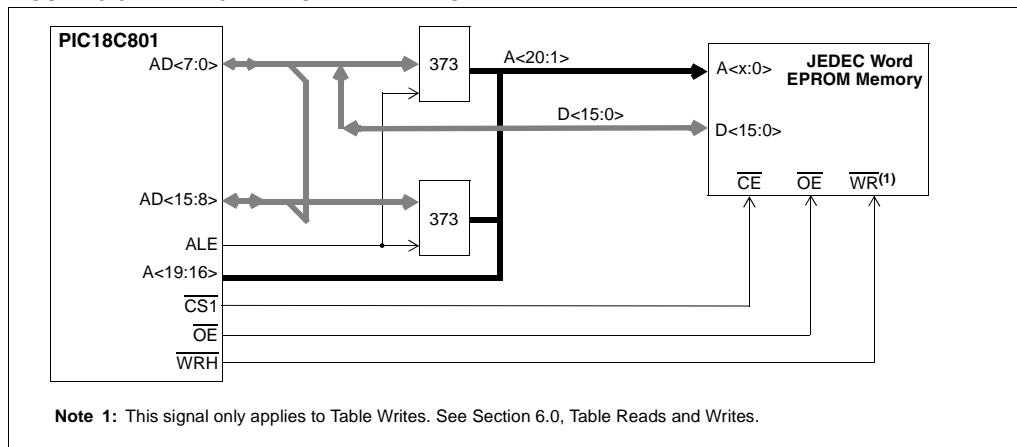 PIC18C801
AD<7:0>
373
A<20:1>
A<x:0>
JEDEC Word
EPROM Memory
D<15:0>
D<15:0>
CE
OE
WR(1)
AD<15:8>
373
ALE
A<19:16>
CS1
OE
WRH
Note 1: This signal only applies to Table Writes. See Section 6.0, Table Reads and Writes.